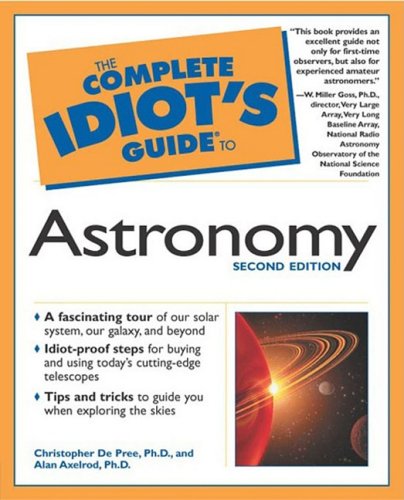 THE
COMPLETE
IDIOT'S
GUIDE® TO
"This book provides an
excellent guide not
only for first-time
observers, but also for
experienced amateur
astronomers."
—W. Miller Goss, Ph.D.,
director, Very Large
Array, Very Long
Baseline Array,
National Radio
Astronomy
Observatory of the
National Science
Foundation
Astronomy
SECOND EDITION
♦ A fascinating tour of our solar
system, our galaxy, and beyond
♦ Idiot-proof steps for buying
and using today's cutting-edge
telescopes
♦ Tips and tricks to guide you
when exploring the skies
Christopher De Pree, Ph.D., and
Alan Axelrod, Ph.D.